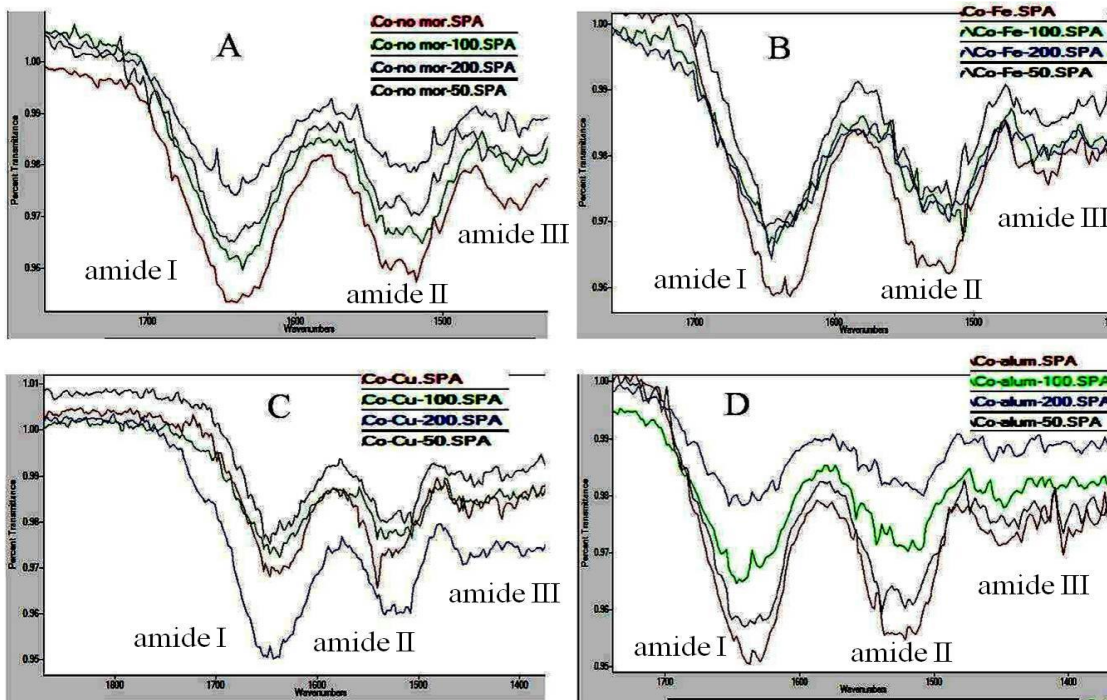 A
Co-no mor.SPA
Co-no mor-100.SPA
Co-no mor-200.SPA
Co-no mor-50.SPA
Percent Transmittance
1.00
0.99
0.98
0.97
0.96
amide I
amide II
amide III
1700
1600
1500
Wavenumbers
B
Co-Fe.SPA
Co-Fe-100.SPA
Co-Fe-200.SPA
Co-Fe-50.SPA
Percent Transmittance
1.00
0.99
0.98
0.97
0.96
amide I
amide II
amide III
1700
1600
1500
Wavenumbers
C
Co-Cu.SPA
Co-Cu-100.SPA
Co-Cu-200.SPA
Co-Cu-50.SPA
Percent Transmittance
1.01
1.00
0.99
0.98
0.97
0.96
0.95
amide I
amide II
amide III
1800
1700
1600
1500
1400
Wavenumbers
D
Co-alum.SPA
Co-alum-100.SPA
Co-alum-200.SPA
Co-alum-50.SPA
Percent Transmittance
1.00
0.99
0.98
0.97
0.96
0.95
amide I
amide II
amide III
1700
1600
1500
1400
Wavenumbers